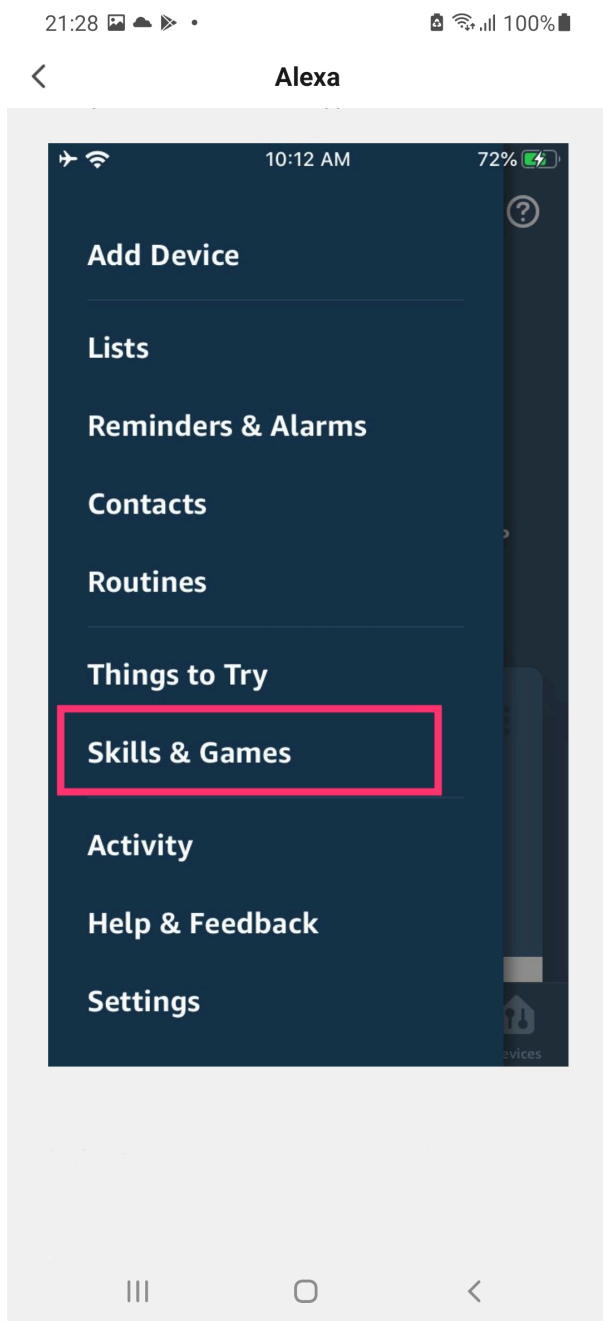 21:28
100%
Alexa
10:12 AM
72%
Add Device
Lists
Reminders & Alarms
Contacts
Routines
Things to Try
Skills & Games
Activity
Help & Feedback
Settings
evices